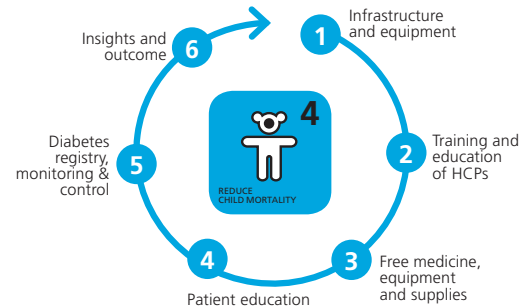 1
Infrastructure
and equipment
2
Training and
education
of HCPs
3
Free medicine,
equipment
and supplies
4
Patient education
5
Diabetes
registry,
monitoring &
control
6
Insights and
outcome
4
REDUCE
CHILD MORTALITY